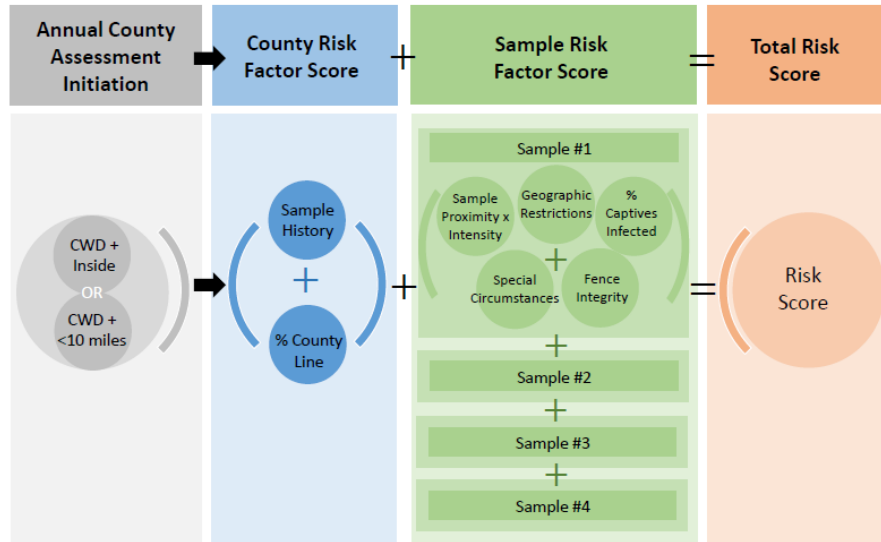 Annual County
Assessment
Initiation
County Risk
Factor Score
+
Sample Risk
Factor Score
=
Total Risk
Score
CWD +
Inside
OR
CWD +
<10 miles
Sample
History
+
% County
Line
+
Sample #1
Sample
Proximity x
Intensity
Geographic
Restrictions
%
Captives
Infected
+
Special
Circumstances
Fence
Integrity
+
Sample #2
+
Sample #3
+
Sample #4
=
Risk
Score